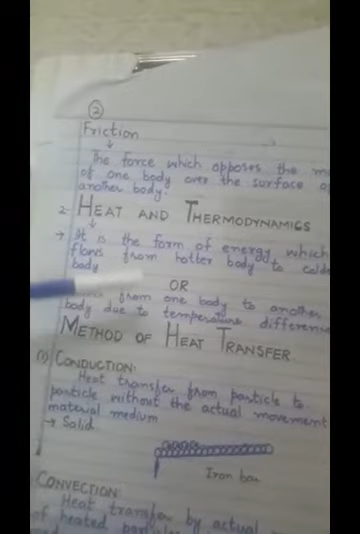 2
Friction
The force which opposes the
of one body over the surface
another body.
2- HEAT AND THERMODYNAMICS
→ It is the form of energy which
flows from hotter body to
body
OR
from one body to another
body due to temperature
METHOD OF HEAT TRANSFER.
(1) CONDUCTION:
Heat transfer from particle to
particle without the actual movement
material medium
→ Solid
Iron bar
CONVECTION:
Heat transfer by actual
of heated